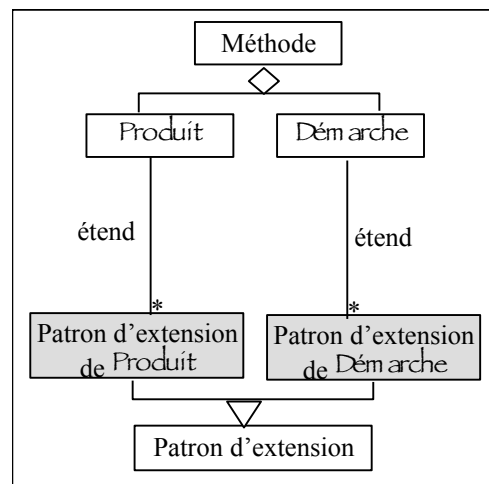 Méthode
Produit
Démarche
étend
étend
*
*
Patron d'extension
de Produit
Patron d'extension
de Démarche
Patron d'extension